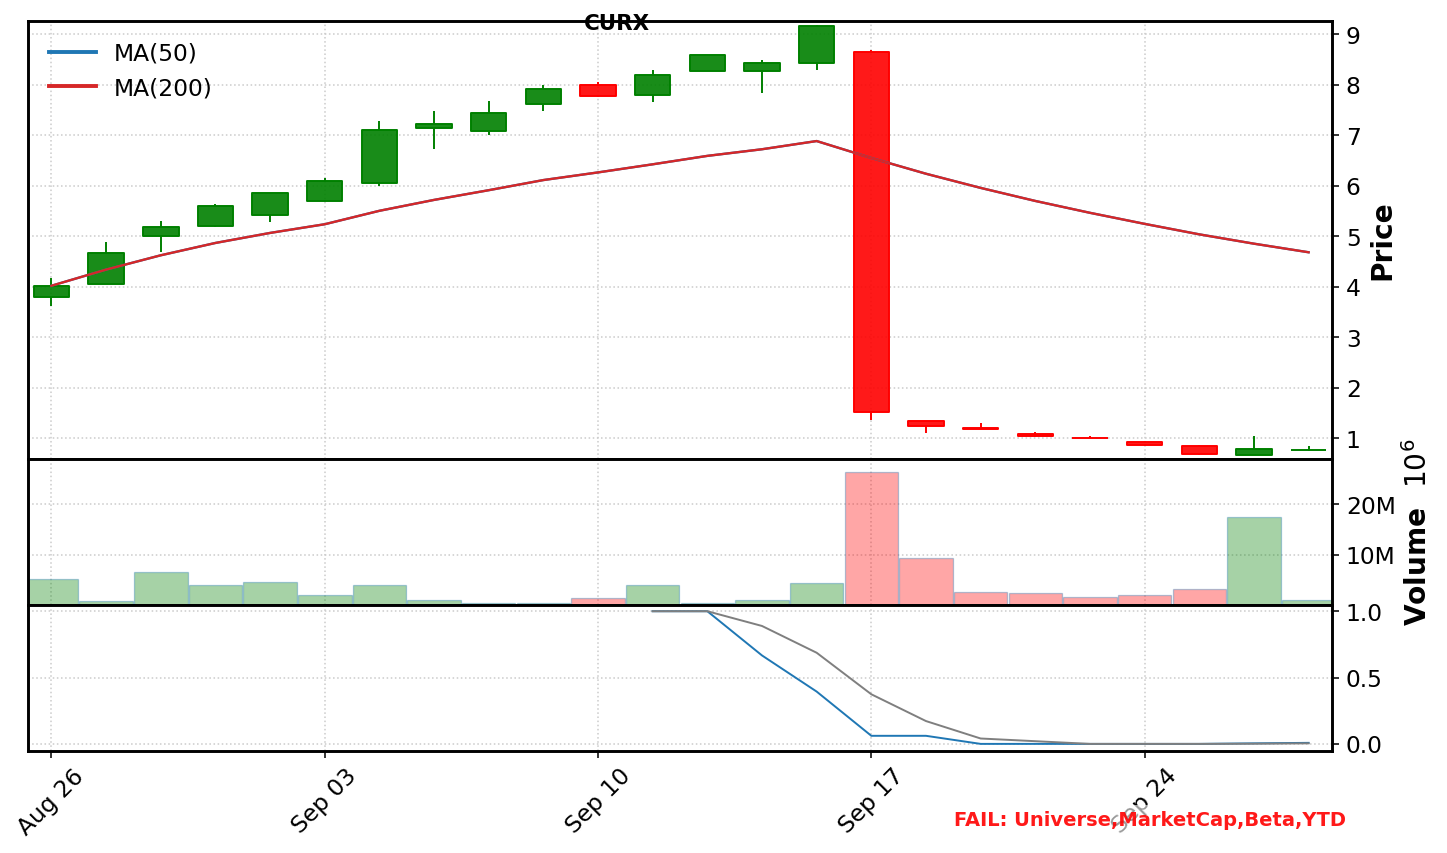 CURX
MA(50)
MA(200)
9
8
7
6
5
4
3
2
1
Price
20M
10M
Volume 10⁶
1.0
0.5
0.0
Aug 26
Sep 03
Sep 10
Sep 17
Sep 24
FAIL: Universe,MarketCap,Beta,YTD